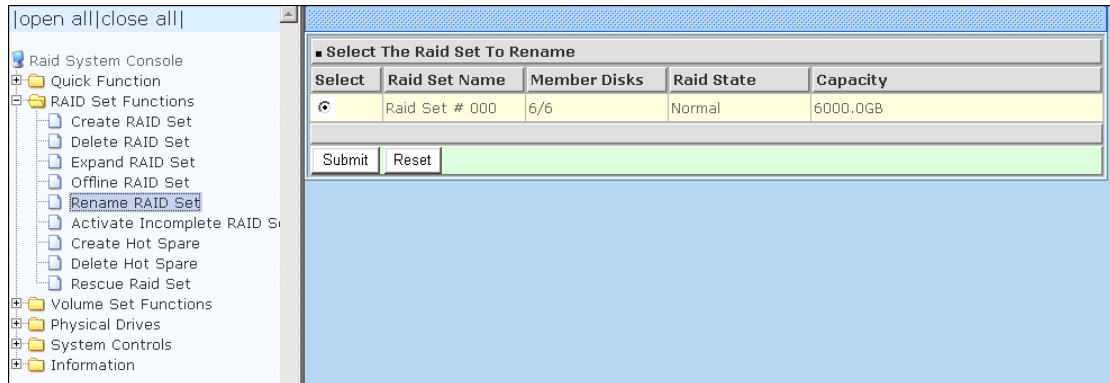 |open all|close all|
Raid System Console
Quick Function
RAID Set Functions
Create RAID Set
Delete RAID Set
Expand RAID Set
Offline RAID Set
Rename RAID Set
Activate Incomplete RAID S
Create Hot Spare
Delete Hot Spare
Rescue Raid Set
Volume Set Functions
Physical Drives
System Controls
Information
Select The Raid Set To Rename
Select Raid Set Name Member Disks Raid State Capacity
Raid Set # 000 6/6 Normal 6000.0GB
Submit Reset